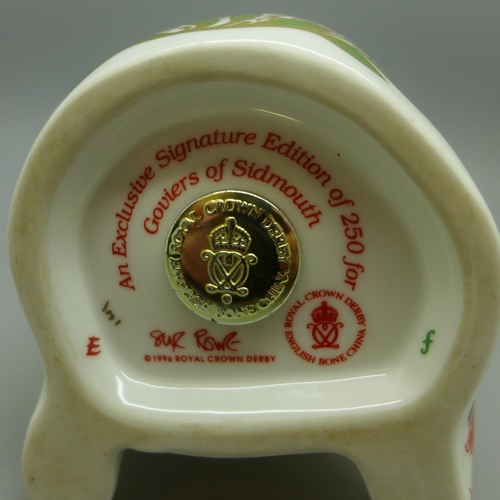 An Exclusive Signature Edition of 250 for
Goviers of Sidmouth
ROYAL CROWN DERBY
ENGLISH BONE CHINA
E
SUE ROWE
© 1996 ROYAL CROWN DERBY
ROYAL CROWN DERBY
ENGLISH BONE CHINA
f